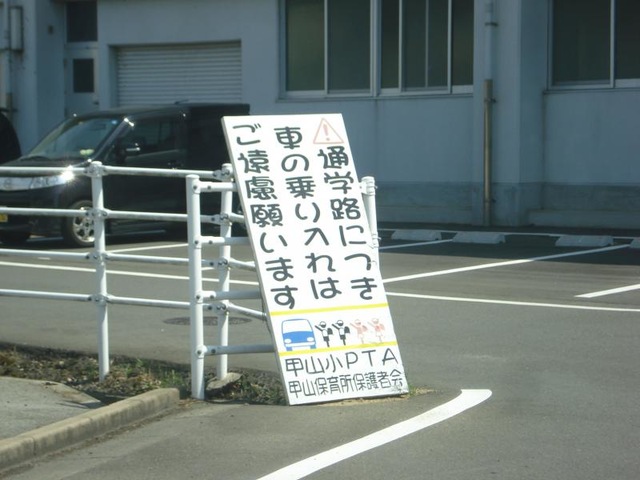 通学路につき
車の乗り入れは
ご遠慮願います
甲山小PTA
甲山保育所保護者会